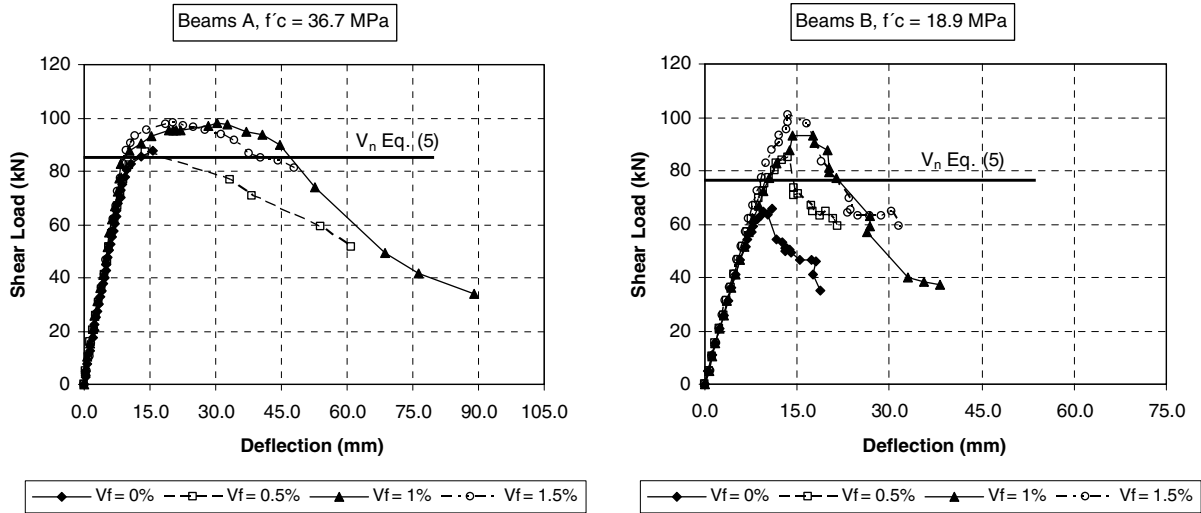 Beams A, f´c = 36.7 MPa
120
100
80
60
40
20
0
Shear Load (kN)
Vn Eq. (5)
0.0 15.0 30.0 45.0 60.0 75.0 90.0 105.0
Deflection (mm)
Vf = 0% Vf = 0.5% Vf = 1% Vf = 1.5%
Beams B, f´c = 18.9 MPa
120
100
80
60
40
20
0
Shear Load (kN)
Vn Eq. (5)
0.0 15.0 30.0 45.0 60.0 75.0
Deflection (mm)
Vf = 0% Vf = 0.5% Vf = 1% Vf = 1.5%